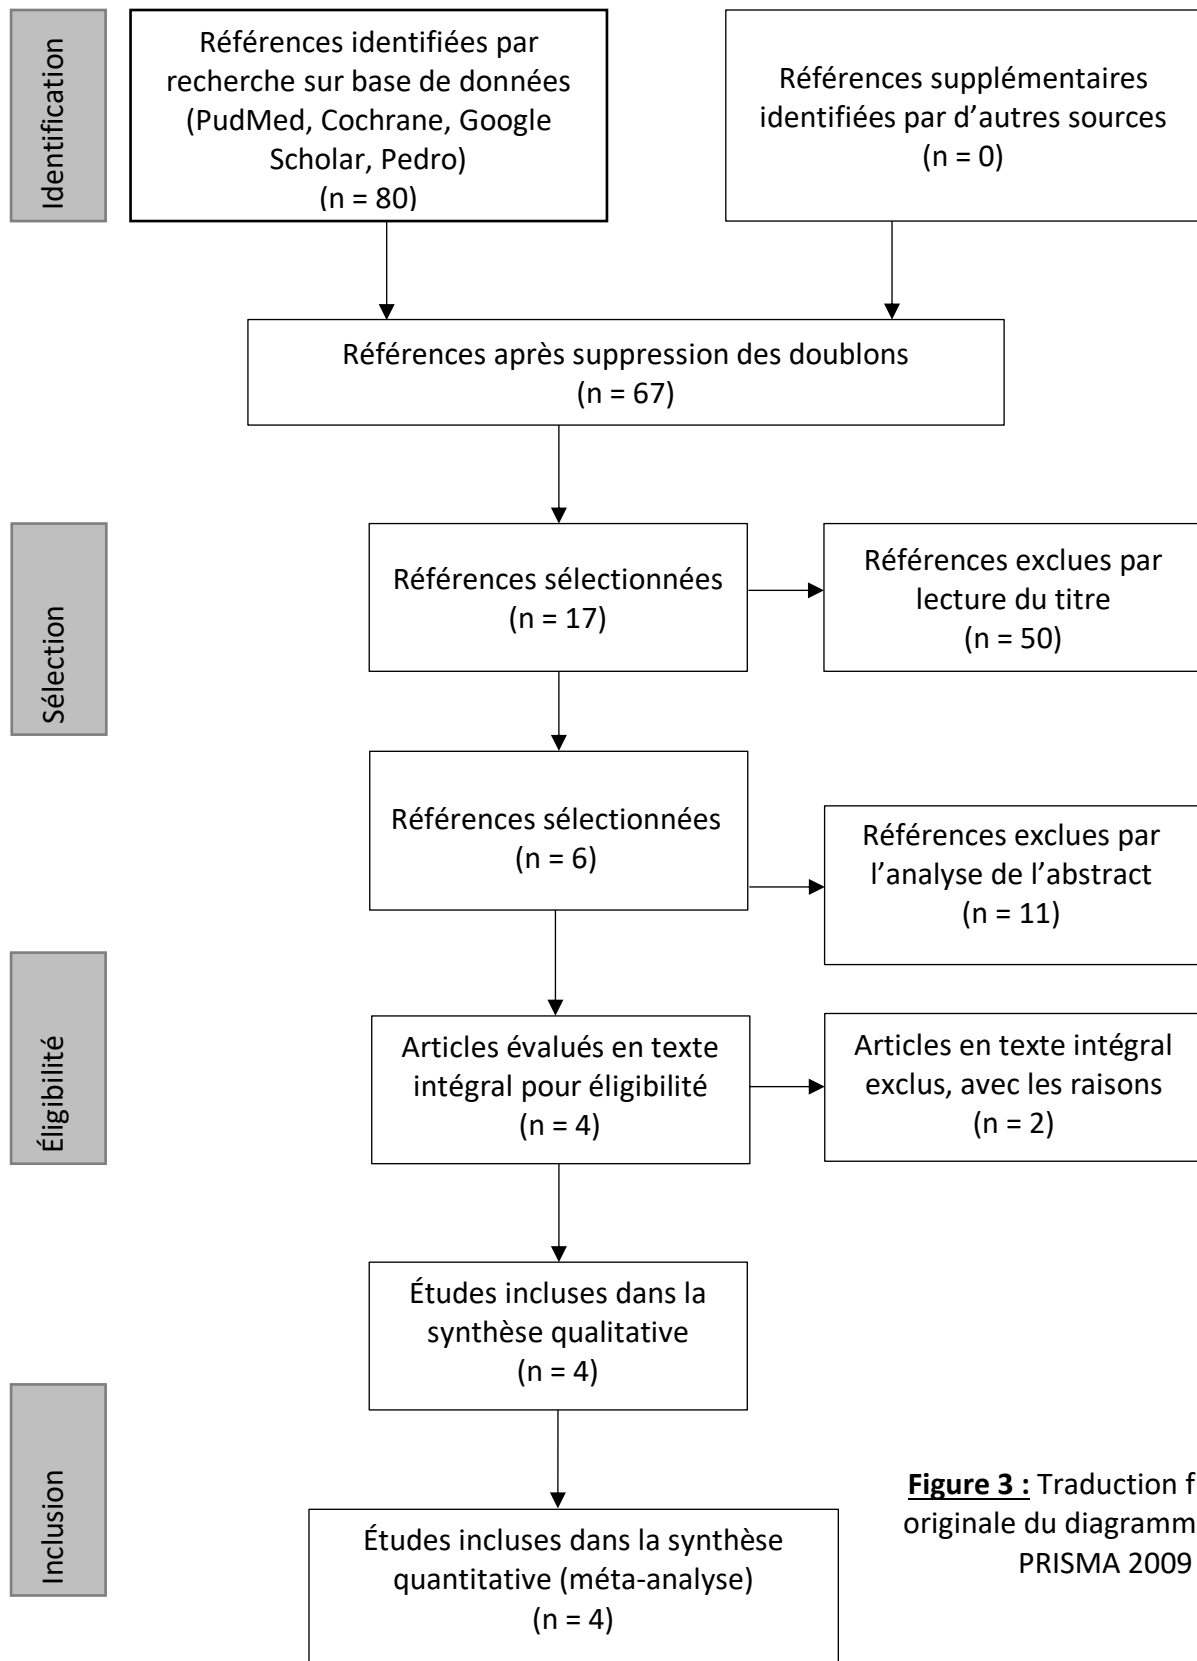 Identification
Références identifiées par
recherche sur base de données
(PudMed, Cochrane, Google
Scholar, Pedro)
(n = 80)
Références supplémentaires
identifiées par d’autres sources
(n = 0)
Références après suppression des doublons
(n = 67)
Sélection
Références sélectionnées
(n = 17)
Références exclues par
lecture du titre
(n = 50)
Références sélectionnées
(n = 6)
Références exclues par
l’analyse de l’abstract
(n = 11)
Éligibilité
Articles évalués en texte
intégral pour éligibilité
(n = 4)
Articles en texte intégral
exclus, avec les raisons
(n = 2)
Études incluses dans la
synthèse qualitative
(n = 4)
Inclusion
Études incluses dans la synthèse
quantitative (méta-analyse)
(n = 4)
Figure 3 : Traduction
originale du
PRISMA 2009